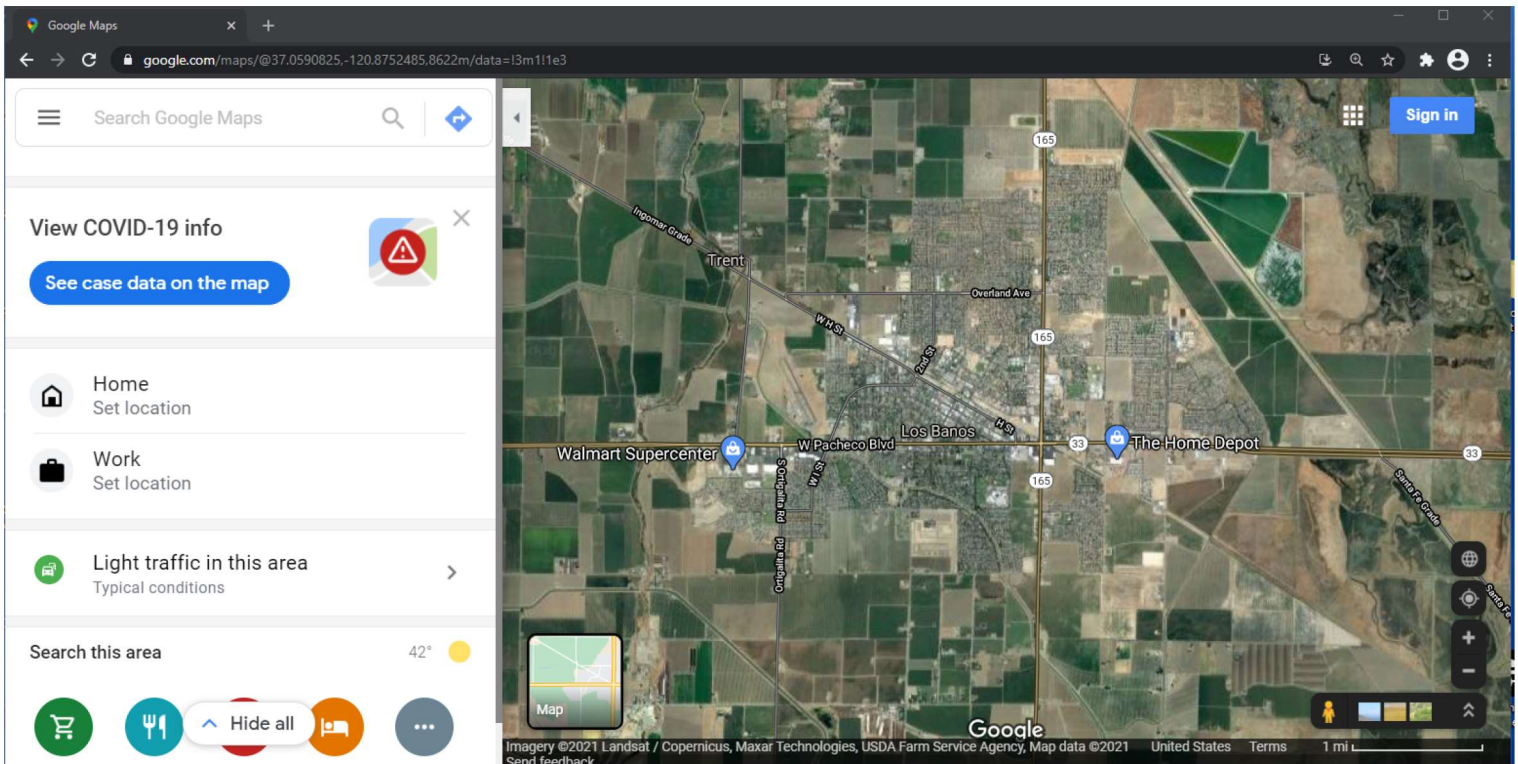 Google Maps
google.com/maps/@37.0590825,-120.8752485,8622m/data=!3m1!1e3
Search Google Maps
Sign in
View COVID-19 info
See case data on the map
Home
Set location
Work
Set location
Light traffic in this area
Typical conditions
Search this area
42°
Hide all
165
Ingomar Grade
Trent
Overland Ave
W H St
165
2nd St
Los Banos
H St
W Pacheco Blvd
33
The Home Depot
Walmart Supercenter
33
S Ortigalita Rd
W I St
165
Santa Fe Grade
Ortigalita Rd
Santa Fe
Map
Google
Imagery ©2021 Landsat / Copernicus, Maxar Technologies, USDA Farm Service Agency, Map data ©2021 United States Terms 1 mi
Send feedback